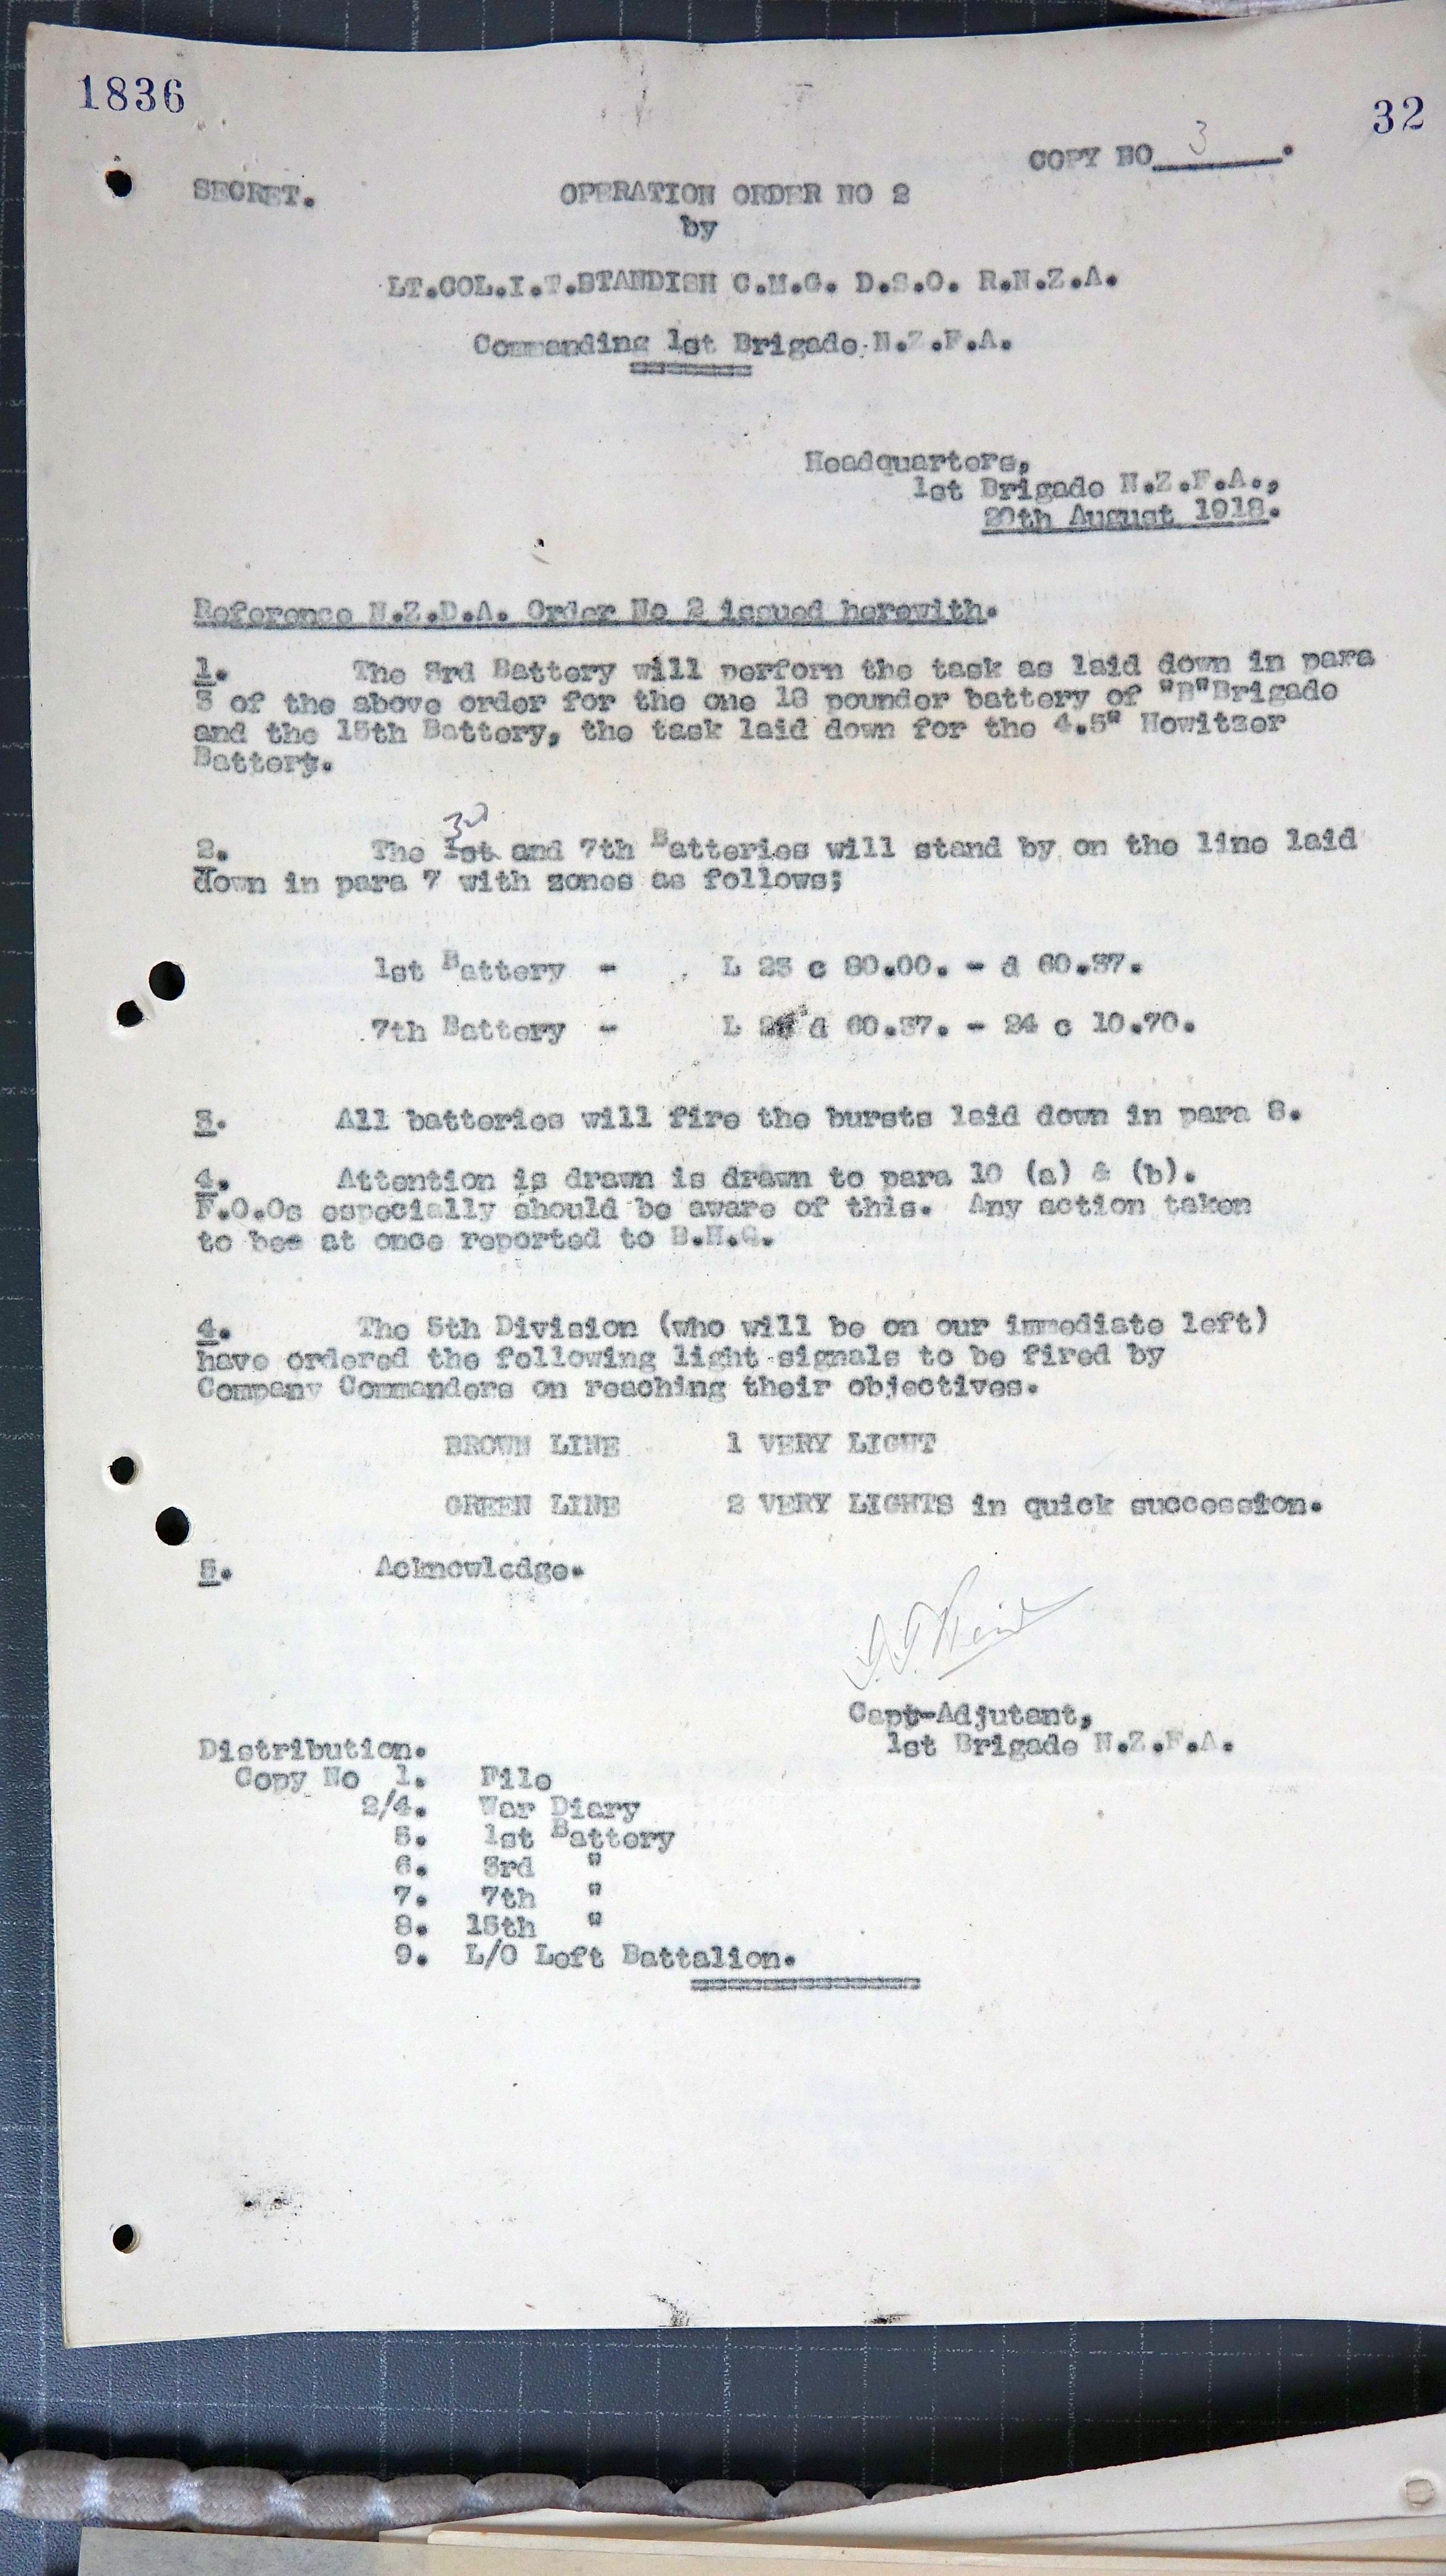 1836
32
COPY NO 3.
SECRET. OPERATION ORDER NO 2
by
LT.COL.I.T.STANDISH C.M.G. D.S.O. R.N.Z.A.
Commanding 1st Brigade N.Z.F.A.
Headquarters,
1st Brigade N.Z.F.A.,
20th August 1918.
Reference N.Z.D.A. Order No 2 issued herewith.
1. The 3rd Battery will perform the task as laid down in para
3 of the above order for the one 18 pounder battery of "B"Brigade
and the 15th Battery, the task laid down for the 4.5" Howitzer
Battery.
3rd
2. The 1st and 7th Batteries will stand by on the line laid
down in para 7 with zones as follows;
1st Battery - L 23 c 80.00. - d 60.37.
7th Battery - L 23 d 60.37. - 24 c 10.70.
3. All batteries will fire the bursts laid down in para 8.
4. Attention is drawn is drawn to para 10 (a) & (b).
F.O.Os especially should be aware of this. Any action taken
to be at once reported to B.H.Q.
4. The 5th Division (who will be on our immediate left)
have ordered the following light signals to be fired by
Company Commanders on reaching their objectives.
BROWN LINE 1 VERY LIGHT
GREEN LINE 2 VERY LIGHTS in quick succession.
5. Acknowledge.
Capt-Adjutant,
1st Brigade N.Z.F.A.
Distribution.
Copy No 1. File
2/4. War Diary
5. 1st Battery
6. 3rd "
7. 7th "
8. 15th "
9. L/O Left Battalion.